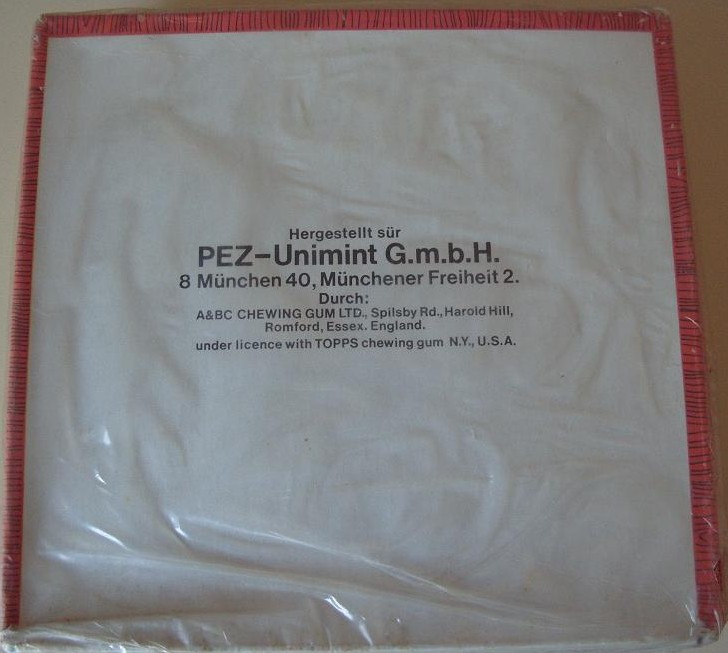 Hergestellt sür
PEZ-Unimint G.m.b.H.
8 München 40, Münchener Freiheit 2.
Durch:
A&BC CHEWING GUM LTD., Spilsby Rd., Harold Hill,
Romford, Essex. England.
under licence with TOPPS chewing gum N.Y., U.S.A.